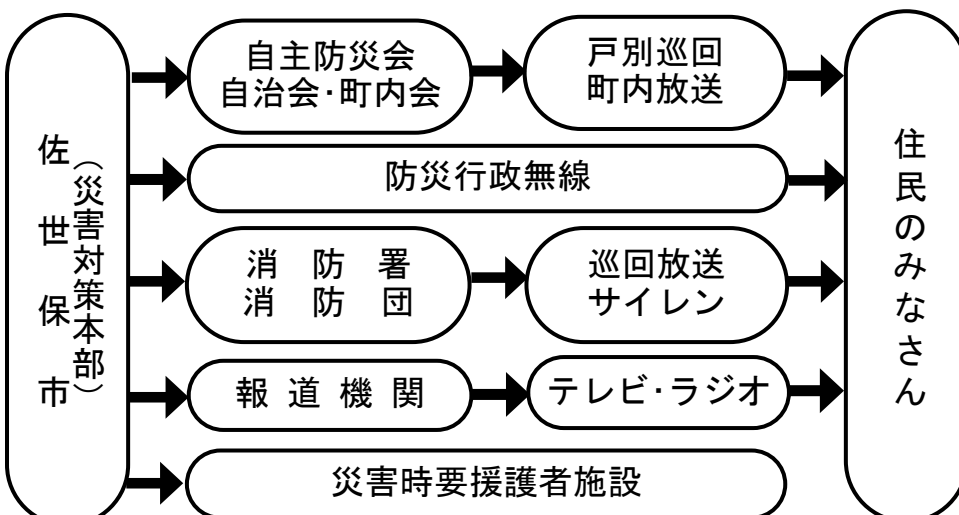 佐世保市
（災害対策本部）
自主防災会
自治会・町内会
戸別巡回
町内放送
防災行政無線
消防署
消防団
巡回放送
サイレン
報道機関
テレビ・ラジオ
災害時要援護者施設
住民のみなさん